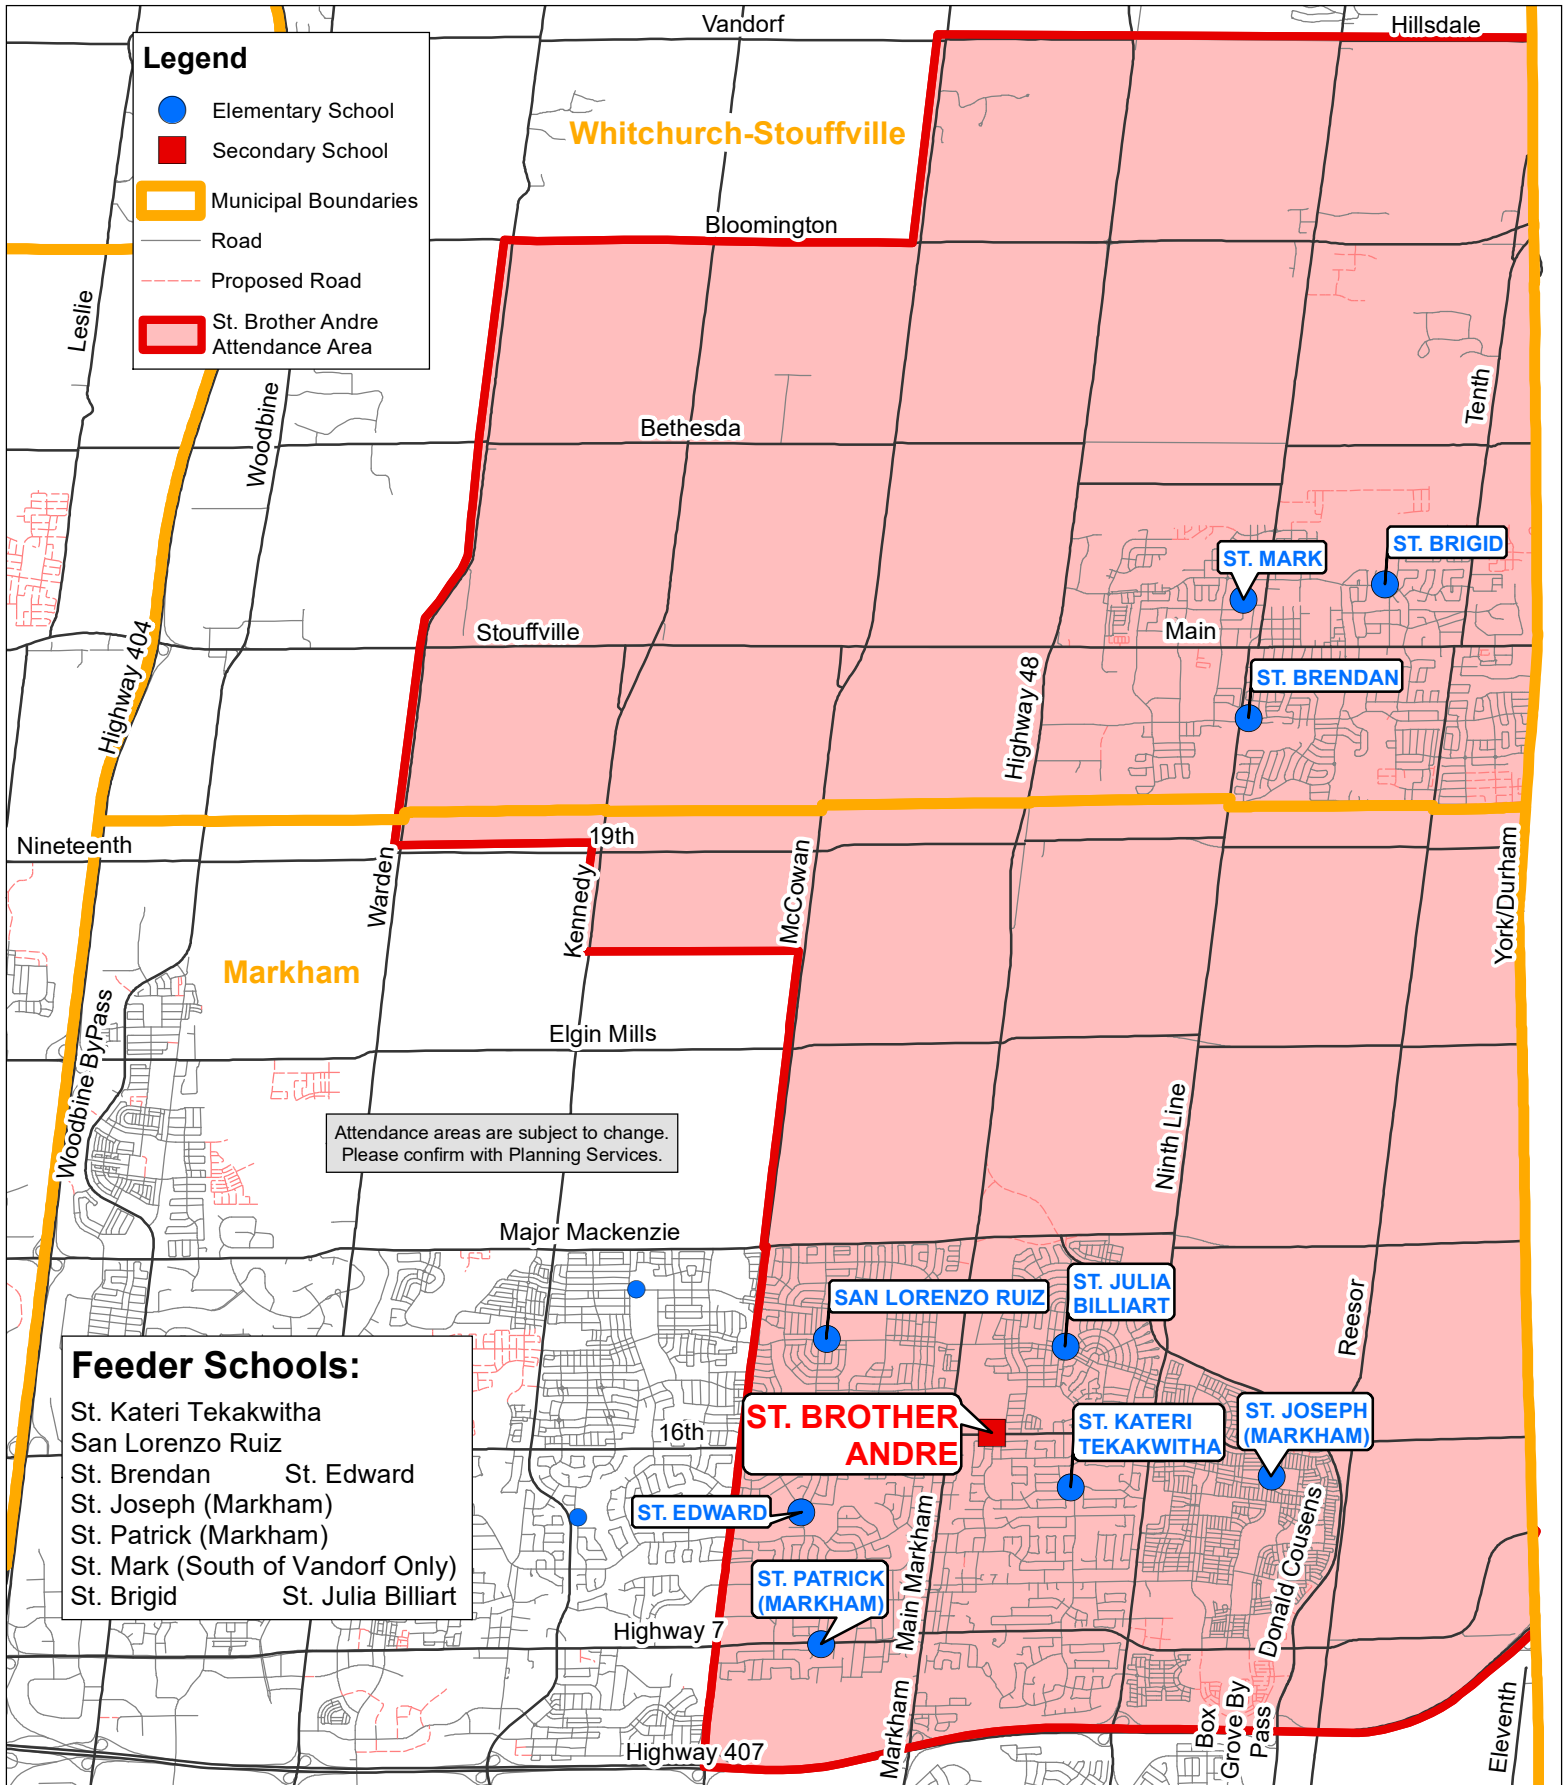 Vandorf
Hillsdale
Legend
Elementary School
Secondary School
Municipal Boundaries
Road
Proposed Road
St. Brother Andre
Attendance Area
Whitchurch-Stouffville
Bloomington
Leslie
Woodbine
Bethesda
Tenth
ST. MARK
ST. BRIGID
Stouffville
Main
Highway 404
Highway 48
ST. BRENDAN
Nineteenth
19th
Warden
Kennedy
McCowan
York/Durham
Markham
Woodbine ByPass
Elgin Mills
Attendance areas are subject to change.
Please confirm with Planning Services.
Ninth Line
Major Mackenzie
SAN LORENZO RUIZ
ST. JULIA
BILLIART
Reesor
Feeder Schools:
St. Kateri Tekakwitha
San Lorenzo Ruiz
St. Brendan St. Edward
St. Joseph (Markham)
St. Patrick (Markham)
St. Mark (South of Vandorf Only)
St. Brigid St. Julia Billiart
16th
ST. BROTHER
ANDRE
ST. KATERI
TEKAKWITHA
ST. JOSEPH
(MARKHAM)
ST. EDWARD
Main Markham
Donald Cousens
ST. PATRICK
(MARKHAM)
Highway 7
Markham
Box
Grove By
Pass
Eleventh
Highway 407